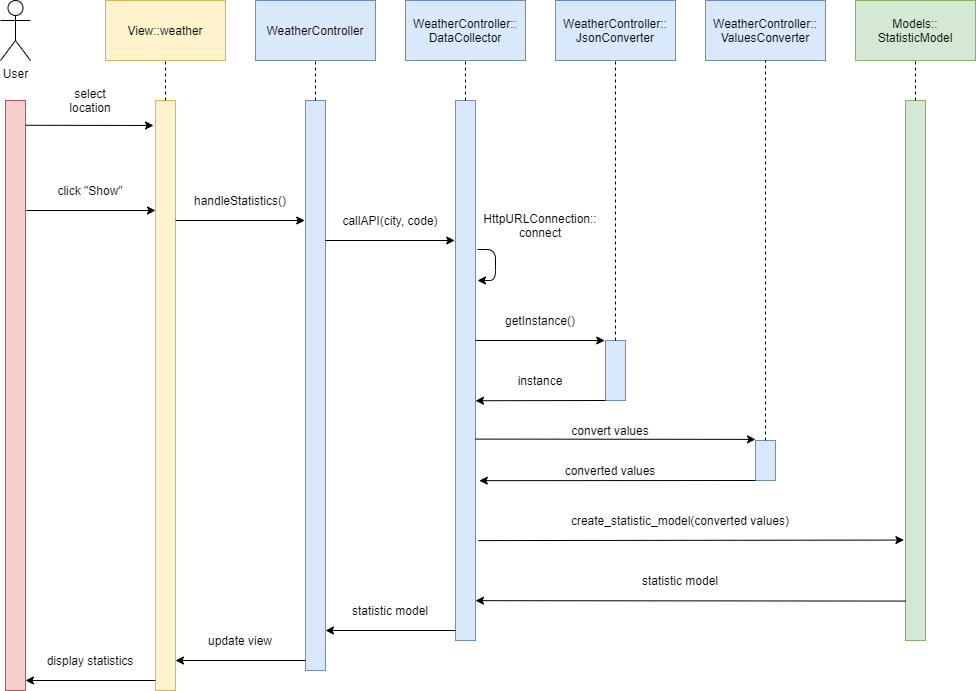 User
View::weather
WeatherController
WeatherController::
DataCollector
WeatherController::
JsonConverter
WeatherController::
ValuesConverter
Models::
StatisticModel
select
location
click "Show"
handleStatistics()
callAPI(city, code)
HttpURLConnection::
connect
getInstance()
instance
convert values
converted values
create_statistic_model(converted values)
statistic model
statistic model
update view
display statistics